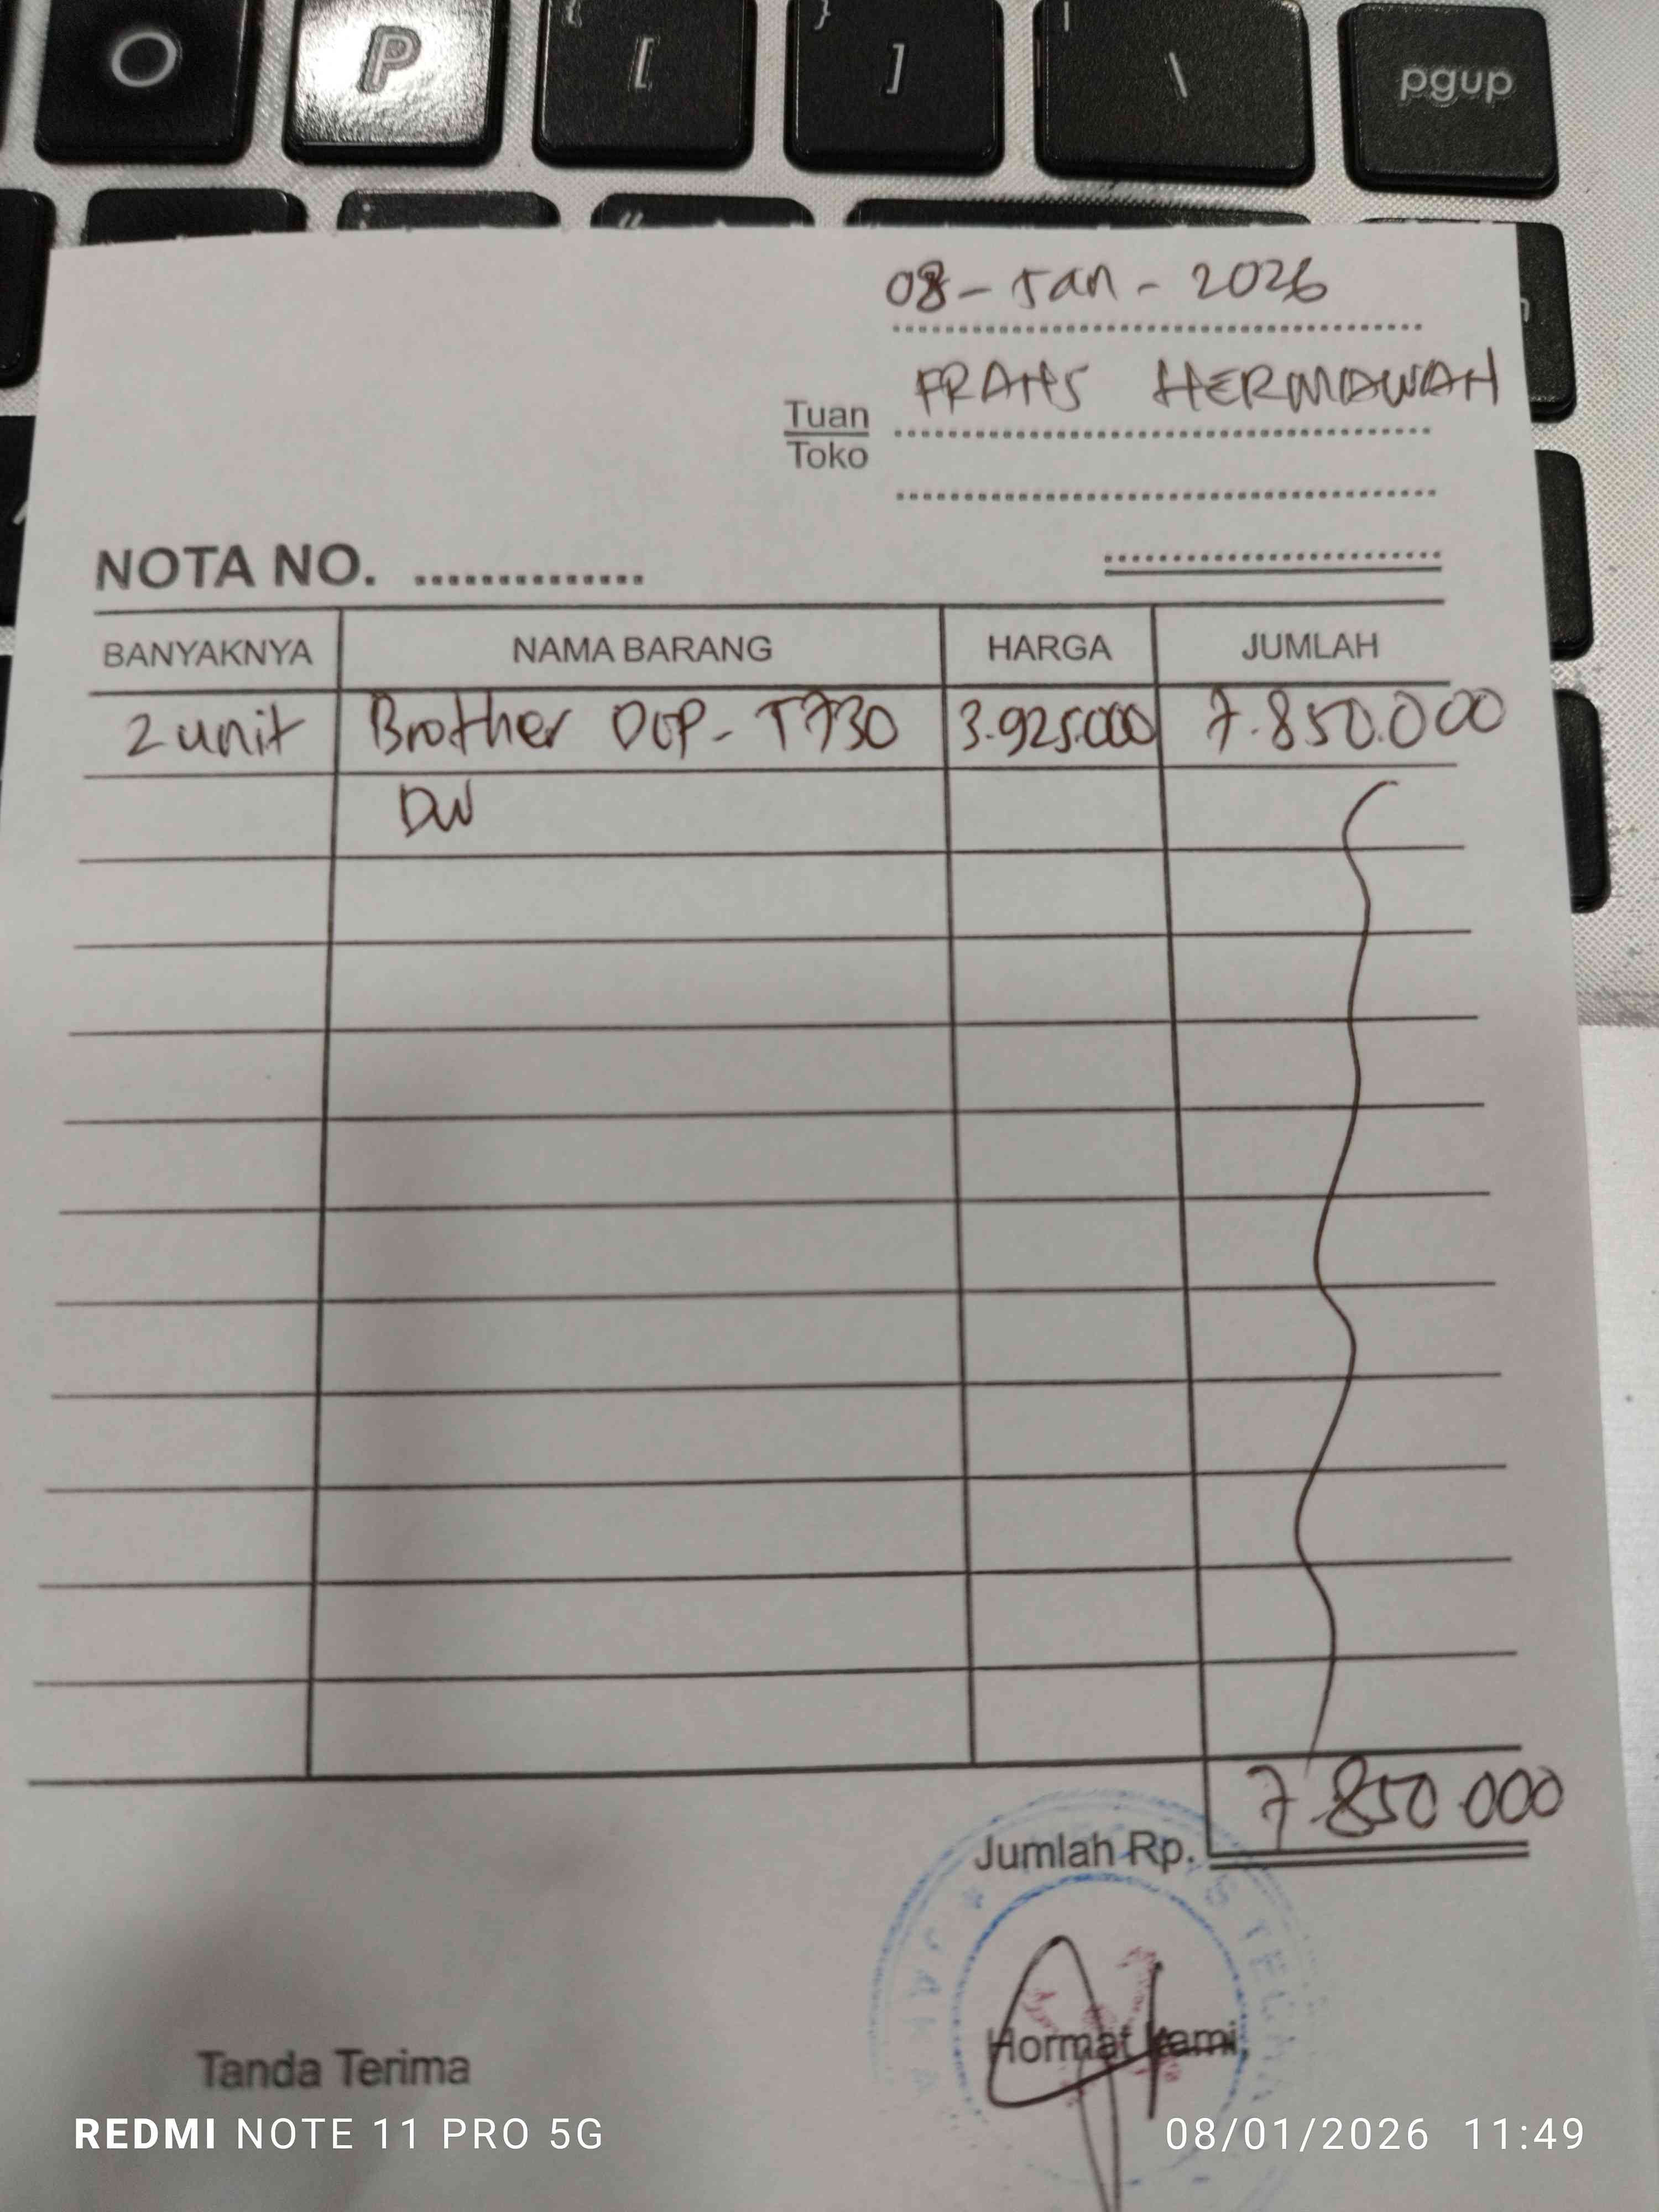 O P { [ } ] | \ pgup
"
08 - Jan - 2026
Tuan FRANS HERMAWAN
Toko
NOTA NO.
BANYAKNYA NAMA BARANG HARGA JUMLAH
2 unit Brother DCP - T730 3.925.000 7.850.000
DW
Jumlah Rp. 7.850.000
Tanda Terima Hormat kami,
REDMI NOTE 11 PRO 5G 08/01/2026 11:49